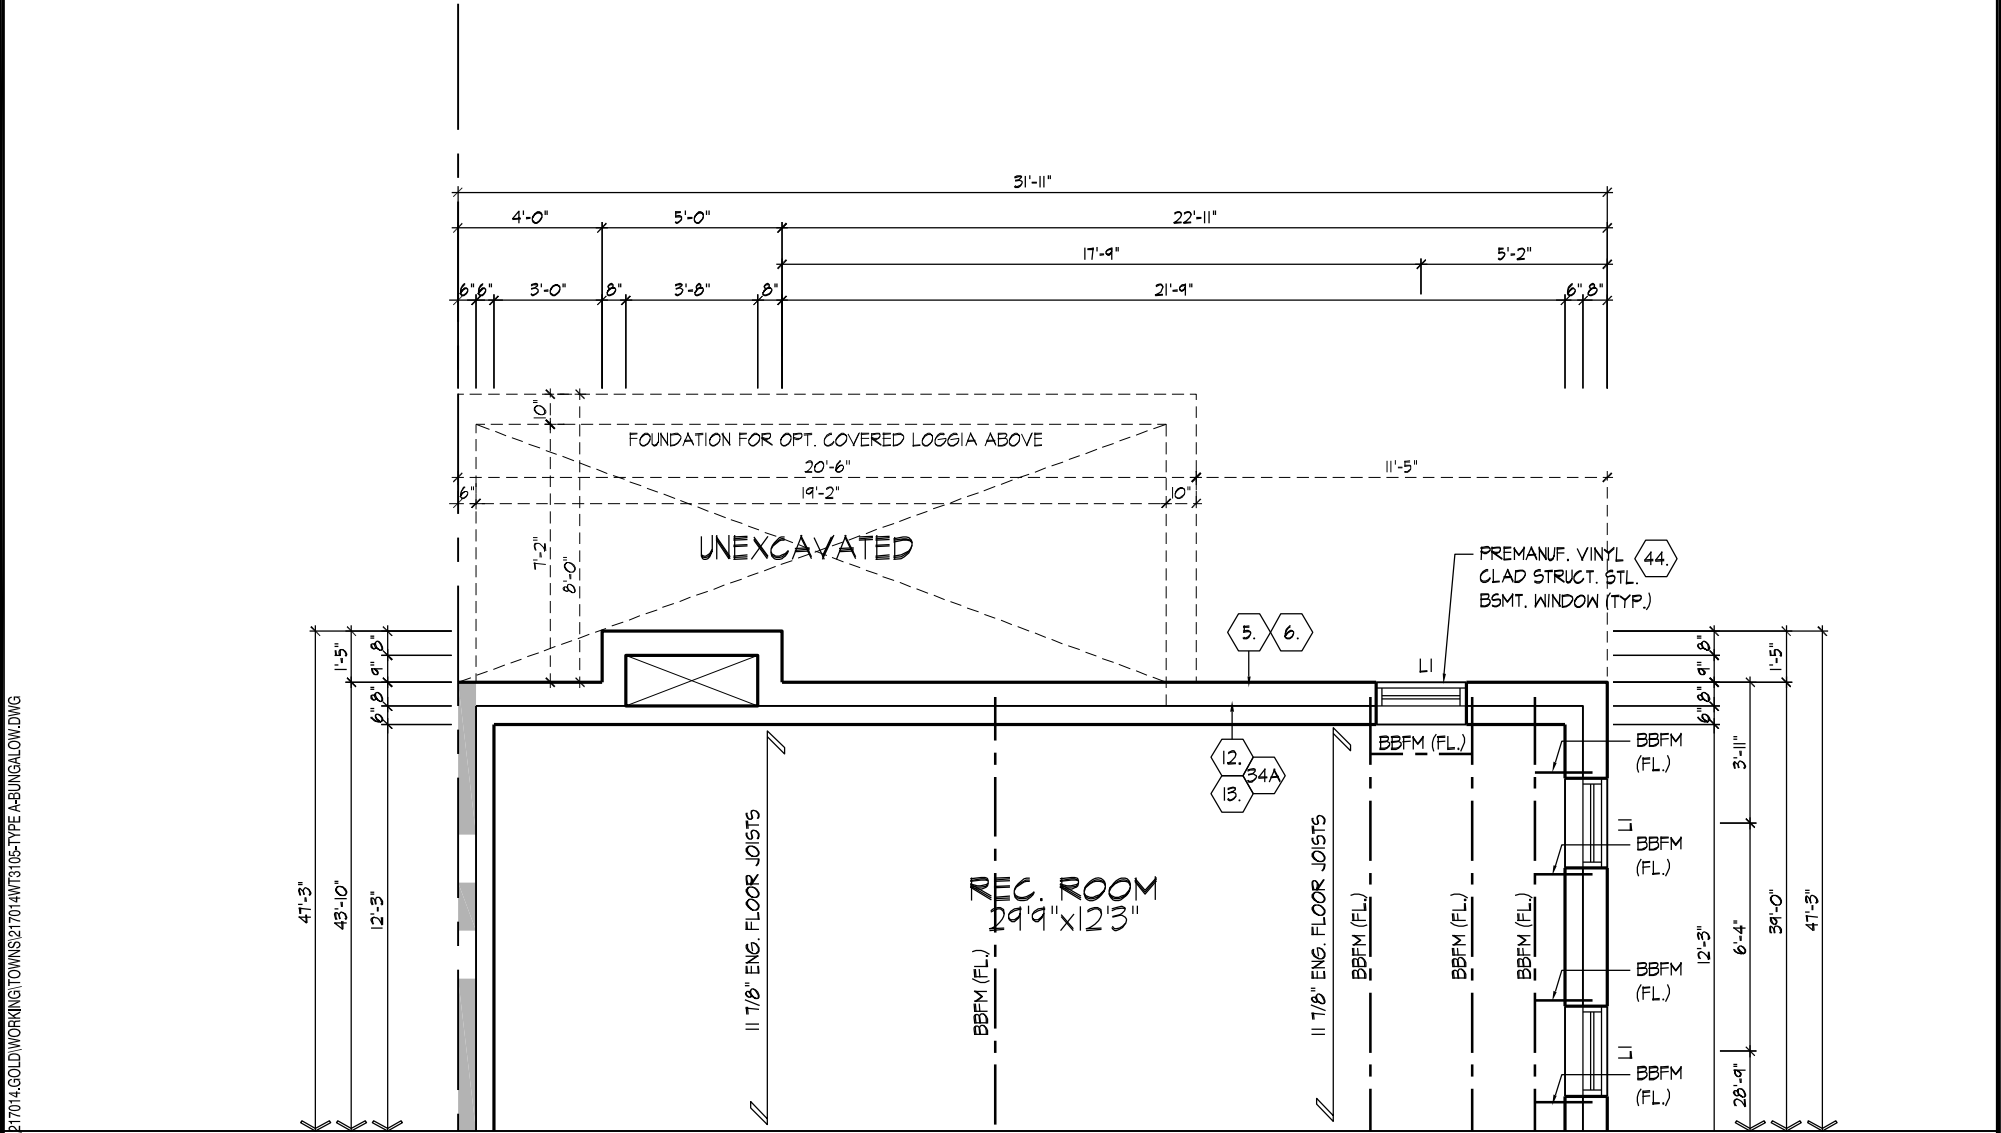 31'-11"
4'-0" 5'-0" 22'-11"
17'-9" 5'-2"
6" 6" 3'-0" 8" 3'-8" 8" 21'-9" 6" 8"
10"
FOUNDATION FOR OPT. COVERED LOGGIA ABOVE
20'-6" 11'-5"
6" 19'-2" 10"
UNEXCAVATED
7'-2"
8'-0"
PREMANUF. VINYL
CLAD STRUCT. STL.
BSMT. WINDOW (TYP.)
44.
5. 6.
L1
47'-3"
1'-5"
43'-10"
8"
9"
8"
6"
12'-3"
BBFM (FL.)
12.
34A
13.
11 7/8" ENG. FLOOR JOISTS
REC. ROOM
29'9"x12'3"
BBFM (FL.)
11 7/8" ENG. FLOOR JOISTS
BBFM (FL.)
BBFM (FL.)
BBFM (FL.)
BBFM
(FL.)
L1
BBFM
(FL.)
BBFM
(FL.)
L1
BBFM
(FL.)
8"
9"
8"
6"
12'-3"
3'-11"
6'-4"
28'-9"
1'-5"
39'-0"
47'-3"
217014.GOLD\WORKING\TOWNS\217014WT3105-TYPE A-BUNGALOW.DWG